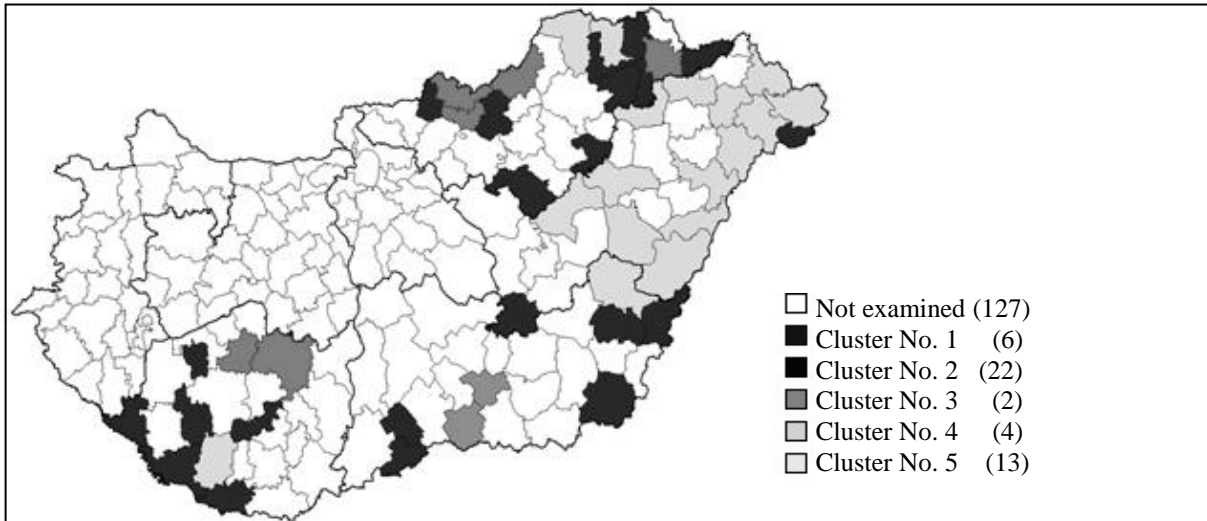 Not examined (127)
Cluster No. 1 (6)
Cluster No. 2 (22)
Cluster No. 3 (2)
Cluster No. 4 (4)
Cluster No. 5 (13)